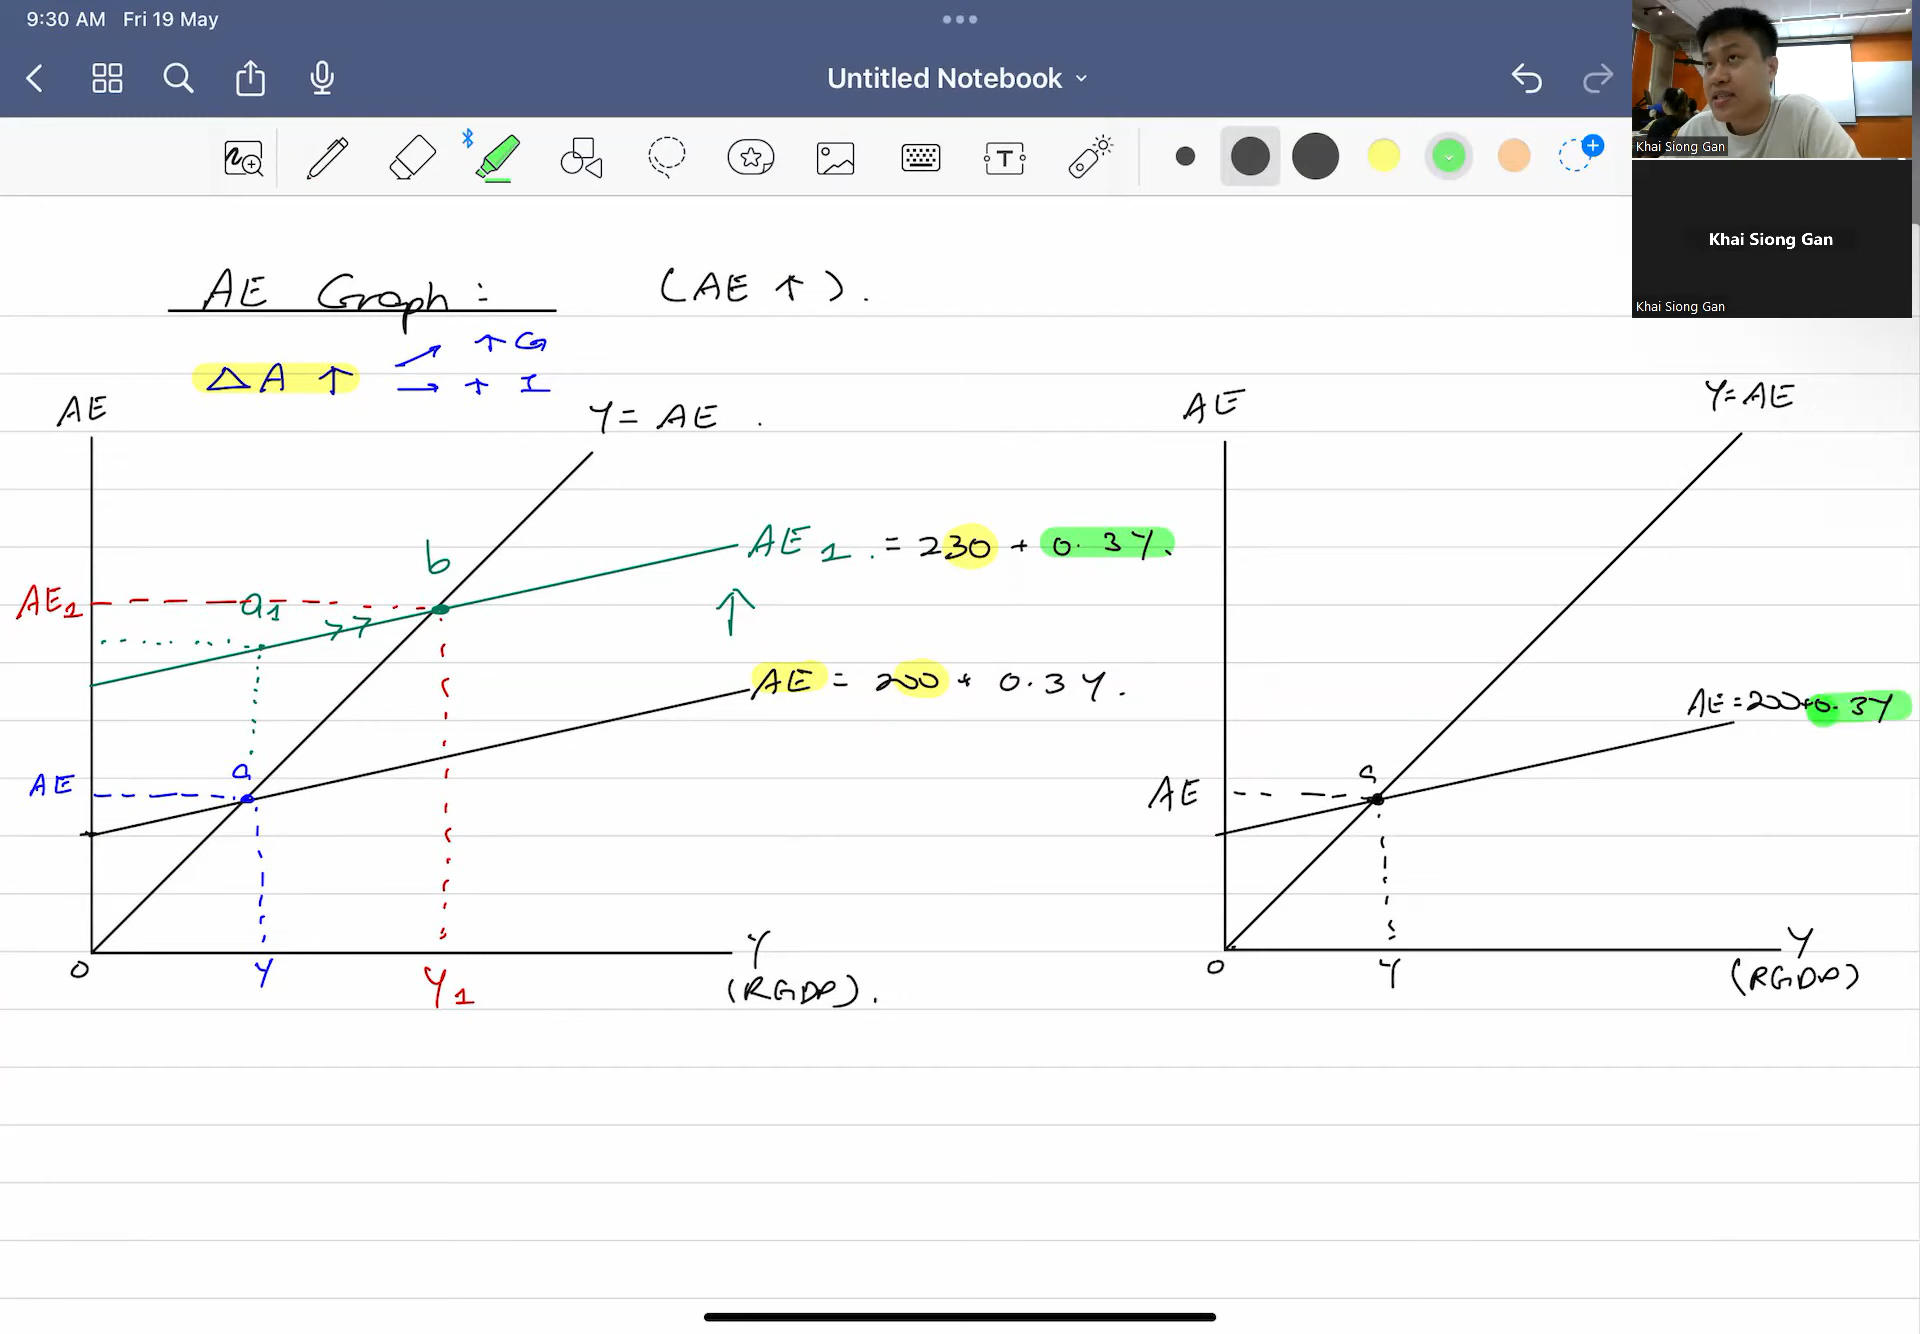 9:30 AM Fri 19 May
Untitled Notebook
Khai Siong Gan
Khai Siong Gan
Khai Siong Gan
AE Graph : (AE ↑).
△A ↑ ↗ ↑ G
→ ↑ I
AE
Y = AE .
AE1 . = 230 + 0.3Y.
b
AE1
a1
↑
AE = 200 + 0.3Y.
a
AE
0
Y
Y1
Y
(RGDP).
AE
Y=AE
AE=200+0.3Y
a
AE
0
Y
Y
(RGDP)